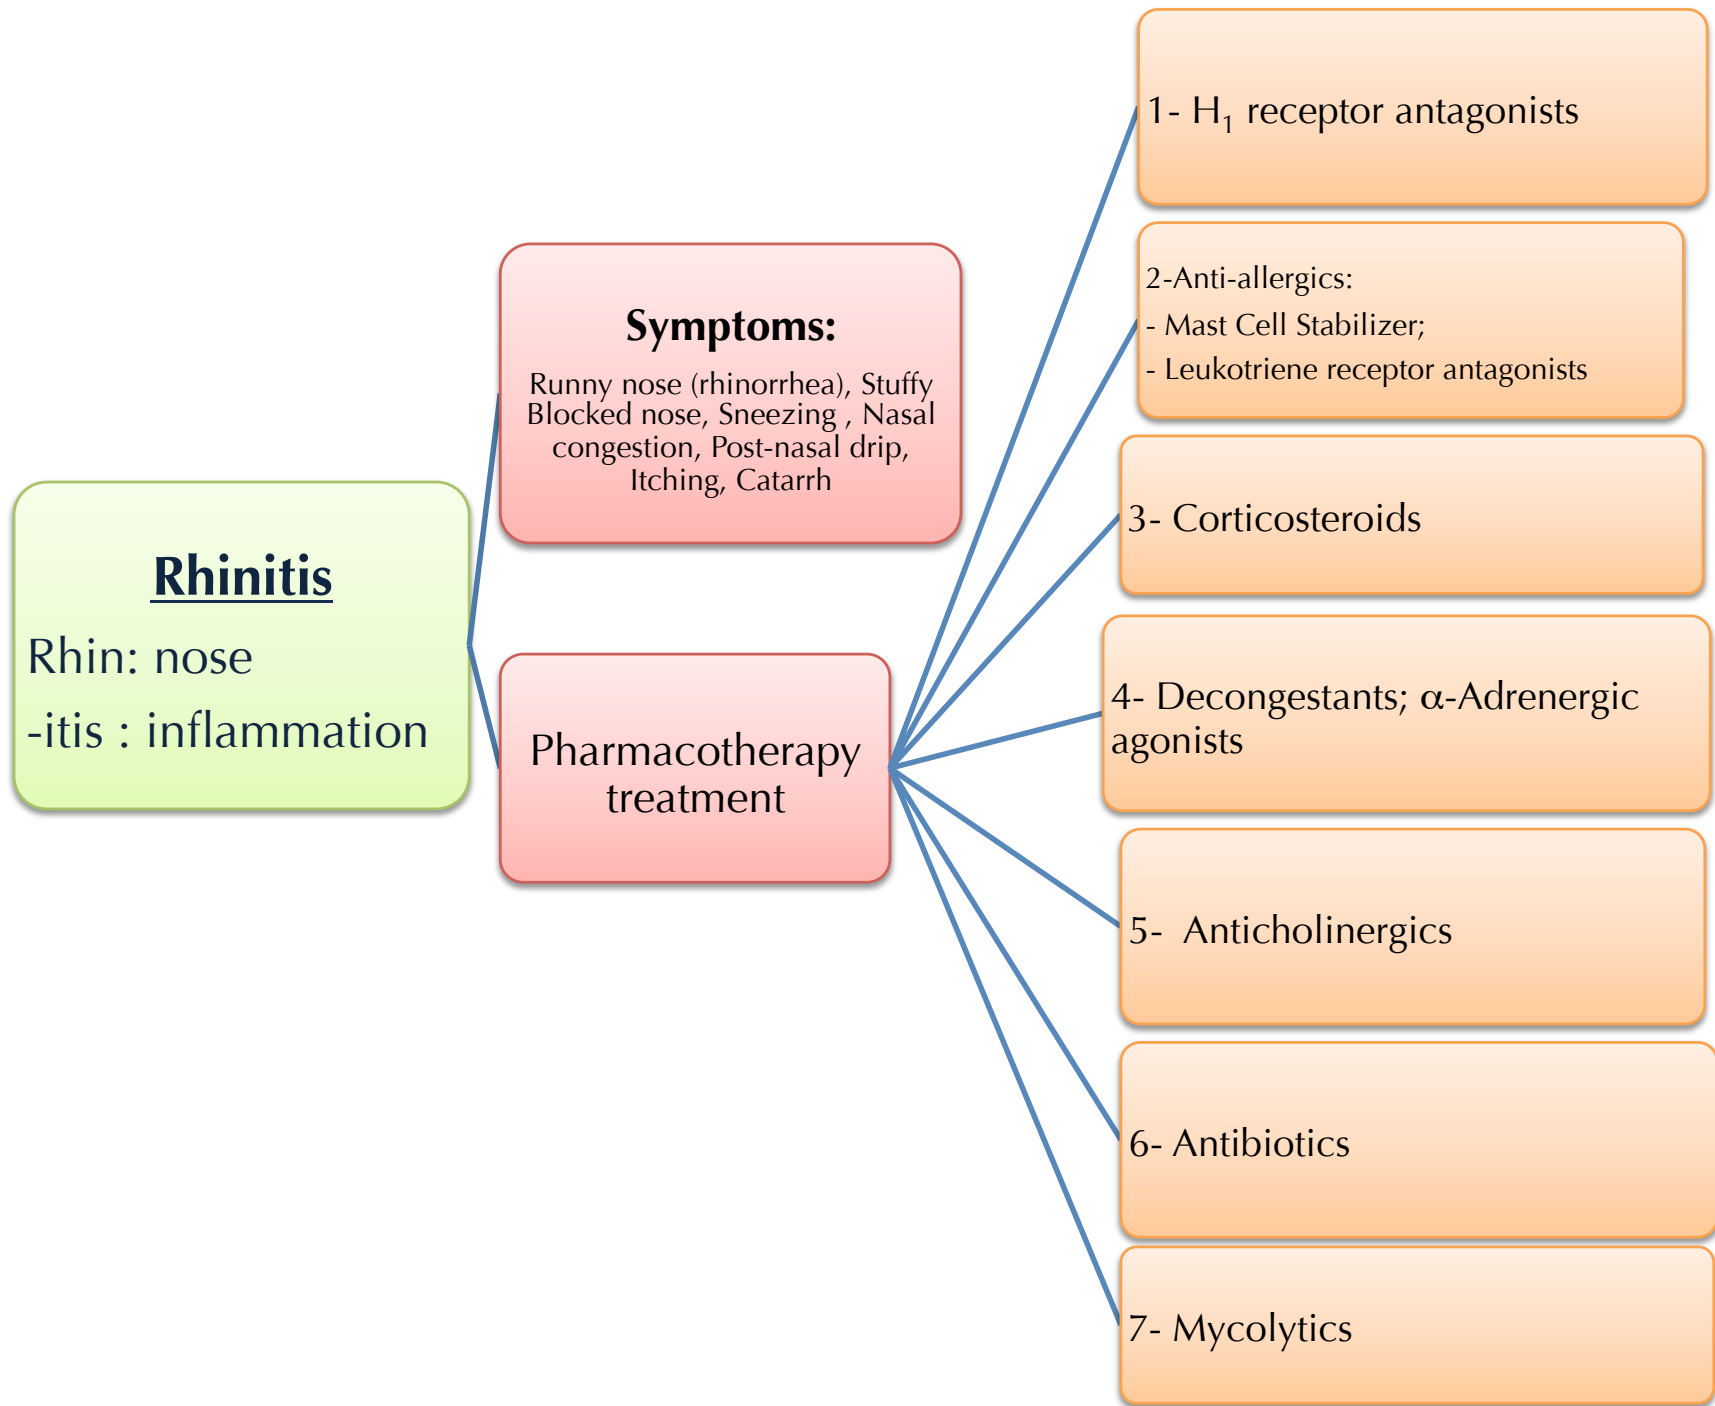 Rhinitis
Rhin: nose
-itis : inflammation
Symptoms:
Runny nose (rhinorrhea), Stuffy
Blocked nose, Sneezing , Nasal
congestion, Post-nasal drip,
Itching, Catarrh
Pharmacotherapy
treatment
1- H₁ receptor antagonists
2-Anti-allergics:
- Mast Cell Stabilizer;
- Leukotriene receptor antagonists
3- Corticosteroids
4- Decongestants; α-Adrenergic
agonists
5- Anticholinergics
6- Antibiotics
7- Mycolytics